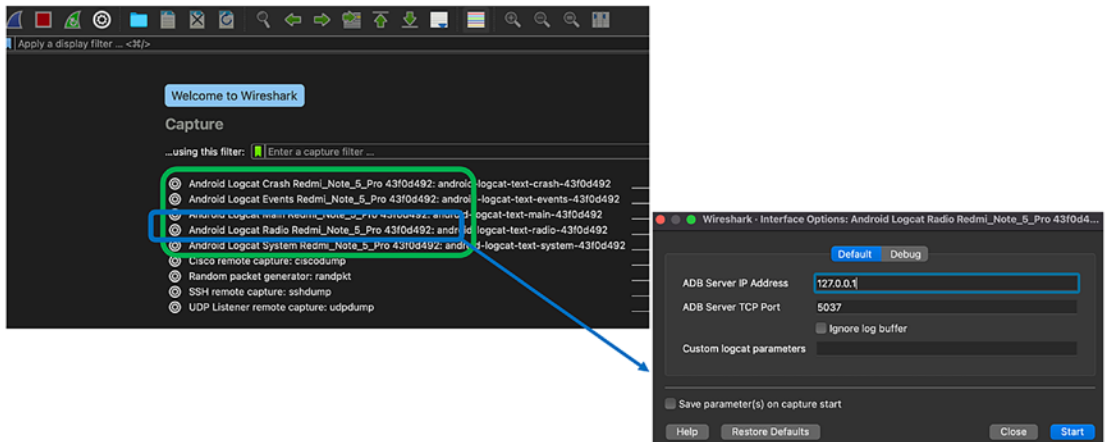 Apply a display filter ... <⌘/>
Welcome to Wireshark
Capture
...using this filter: Enter a capture filter ...
Android Logcat Crash Redmi_Note_5_Pro 43f0d492: android-logcat-text-crash-43f0d492
Android Logcat Events Redmi_Note_5_Pro 43f0d492: android-logcat-text-events-43f0d492
Android Logcat Main Redmi_Note_5_Pro 43f0d492: android-logcat-text-main-43f0d492
Android Logcat Radio Redmi_Note_5_Pro 43f0d492: android-logcat-text-radio-43f0d492
Android Logcat System Redmi_Note_5_Pro 43f0d492: android-logcat-text-system-43f0d492
Cisco remote capture: ciscodump
Random packet generator: randpkt
SSH remote capture: sshdump
UDP Listener remote capture: udpdump
Wireshark · Interface Options: Android Logcat Radio Redmi_Note_5_Pro 43f0d4...
Default Debug
ADB Server IP Address 127.0.0.1
ADB Server TCP Port 5037
Ignore log buffer
Custom logcat parameters
Save parameter(s) on capture start
Help Restore Defaults Close Start